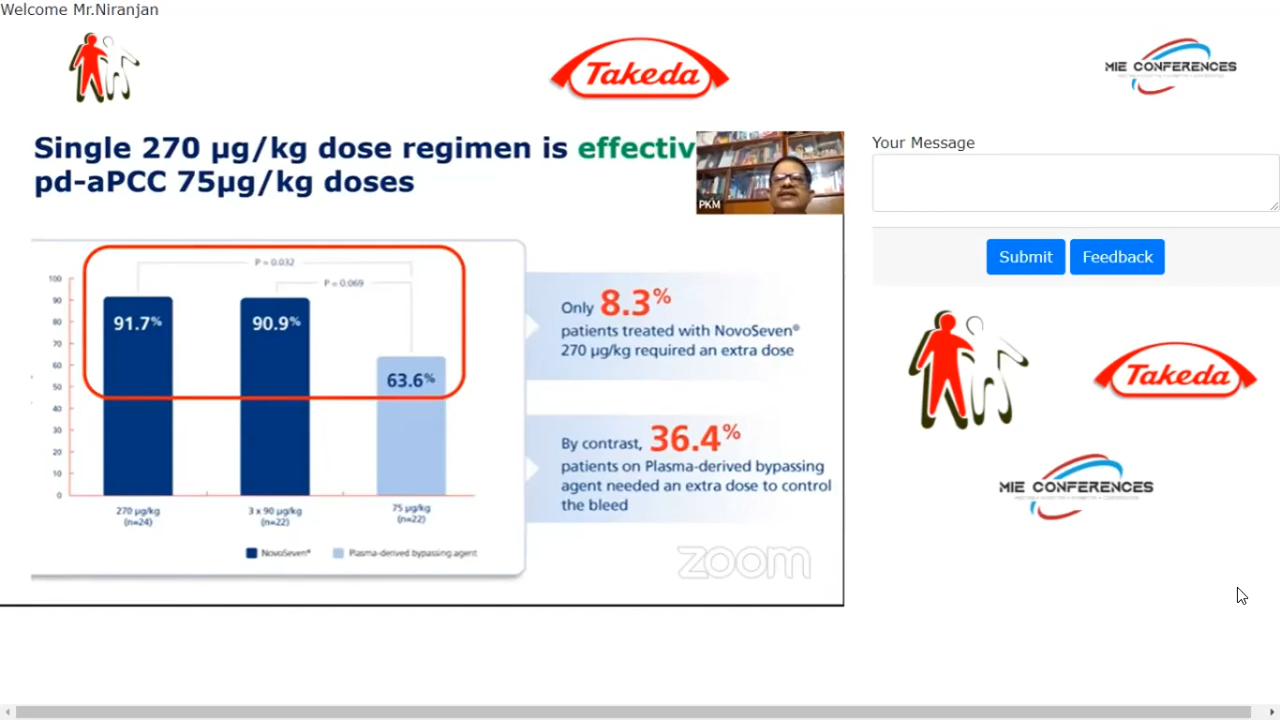 Welcome Mr.Niranjan
Takeda
MIE CONFERENCES
Single 270 µg/kg dose regimen is effectiv
pd-aPCC 75µg/kg doses
PKM
Your Message
Submit
Feedback
P = 0.032
P = 0.069
100
90
80
70
60
50
40
30
20
10
0
91.7%
90.9%
63.6%
270 µg/kg
(n=24)
3 x 90 µg/kg
(n=22)
75 µg/kg
(n=22)
NovoSeven®
Plasma-derived bypassing agent
Only 8.3%
patients treated with NovoSeven®
270 µg/kg required an extra dose
By contrast, 36.4%
patients on Plasma-derived bypassing
agent needed an extra dose to control
the bleed
zoom
Takeda
MIE CONFERENCES